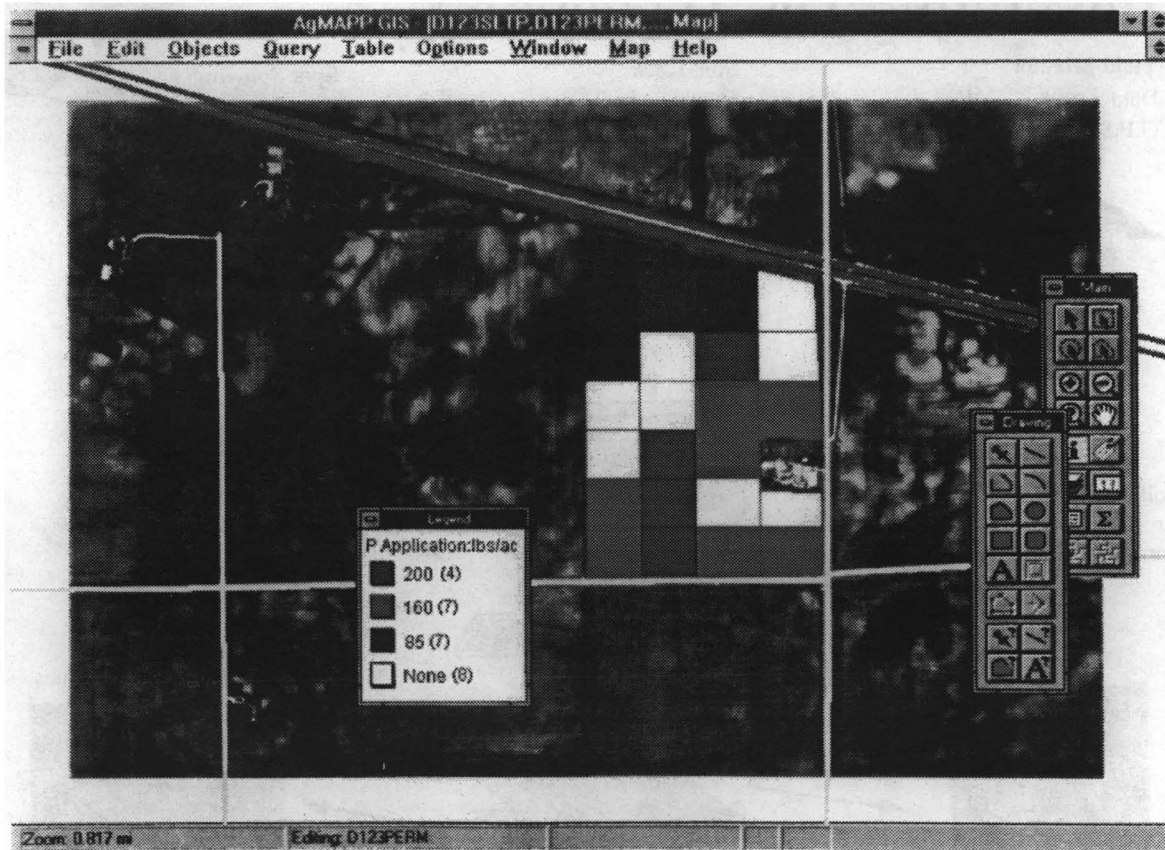 AgMAPP GIS - [D123SLTP,D123PERM.....Map]
File Edit Objects Query Table Options Window Map Help
Main
Drawing
Legend
P Application:lbs/ac
200 (4)
160 (7)
85 (7)
None (8)
Zoom: 0.817 mi
Editing: D123PERM